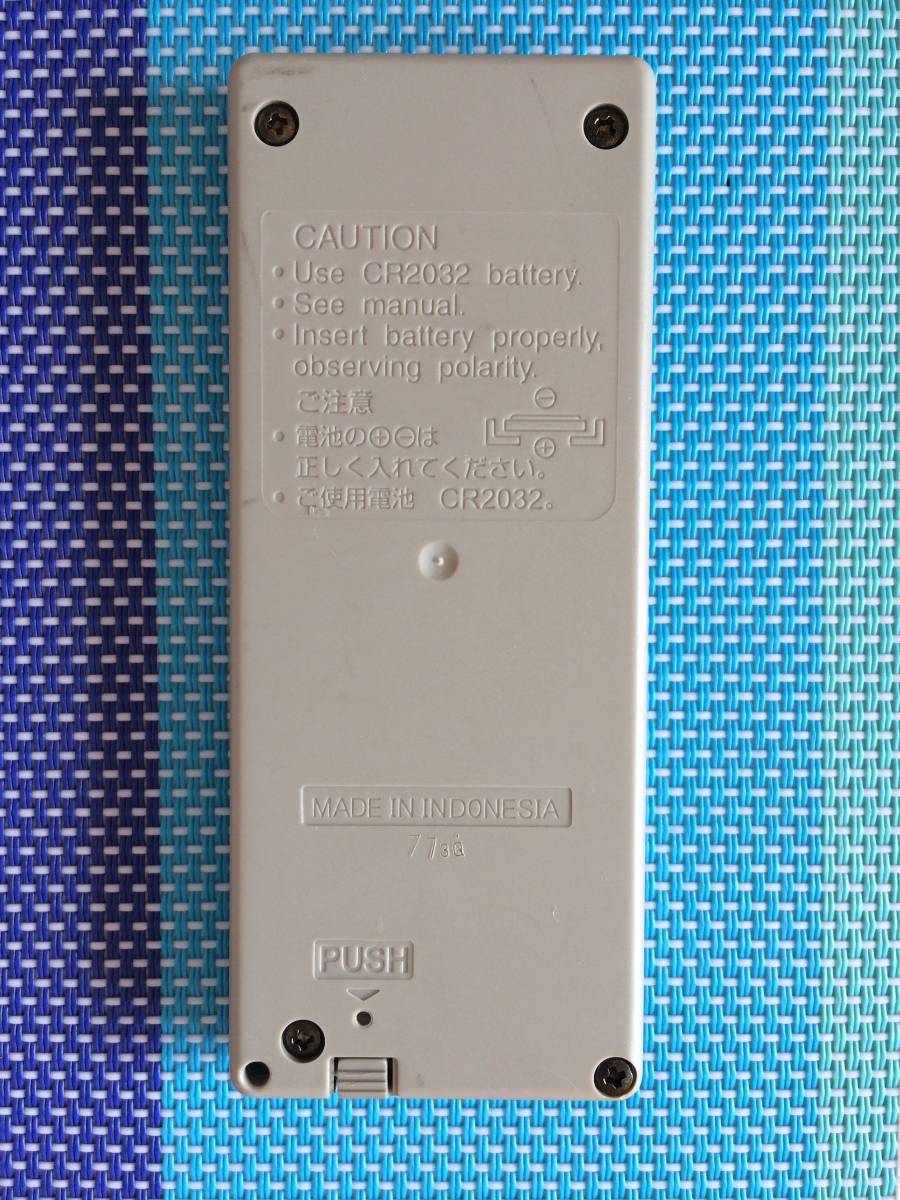 CAUTION
• Use CR2032 battery.
• See manual.
• Insert battery properly,
observing polarity.
ご注意
• 電池の⊕⊖は
正しく入れてください。
• ご使用電池 CR2032。
⊖
⊕
MADE IN INDONESIA
PUSH